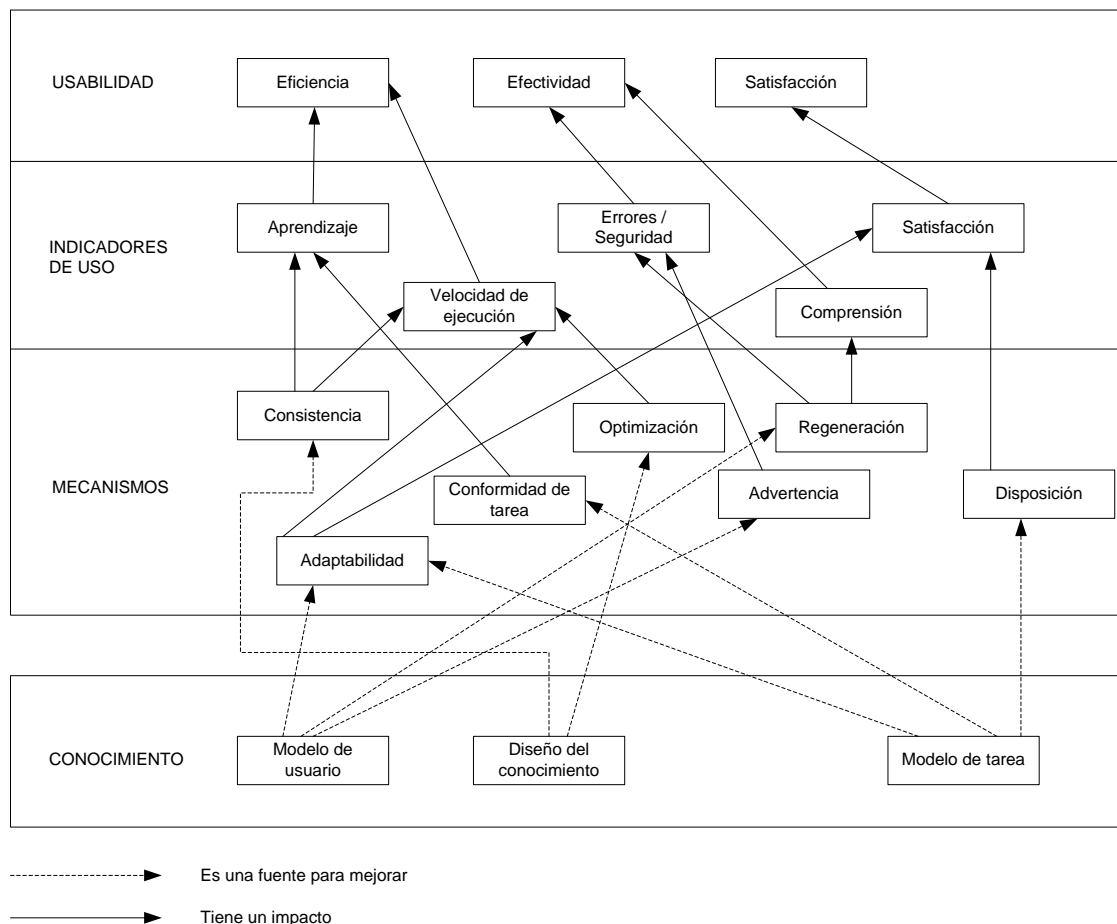 USABILIDAD
Eficiencia
Efectividad
Satisfacción
INDICADORES
DE USO
Aprendizaje
Errores /
Seguridad
Satisfacción
Velocidad de
ejecución
Comprensión
MECANISMOS
Consistencia
Optimización
Regeneración
Conformidad de
tarea
Advertencia
Disposición
Adaptabilidad
CONOCIMIENTO
Modelo de
usuario
Diseño del
conocimiento
Modelo de tarea
Es una fuente para mejorar
Tiene un impacto